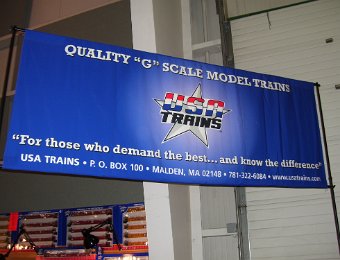 QUALITY "G" SCALE MODEL TRAINS
USA
TRAINS
"For those who demand the best...and know the difference"
USA TRAINS • P.O. BOX 100 • MALDEN, MA 02148 • 781-322-6084 • www.usatrains.com